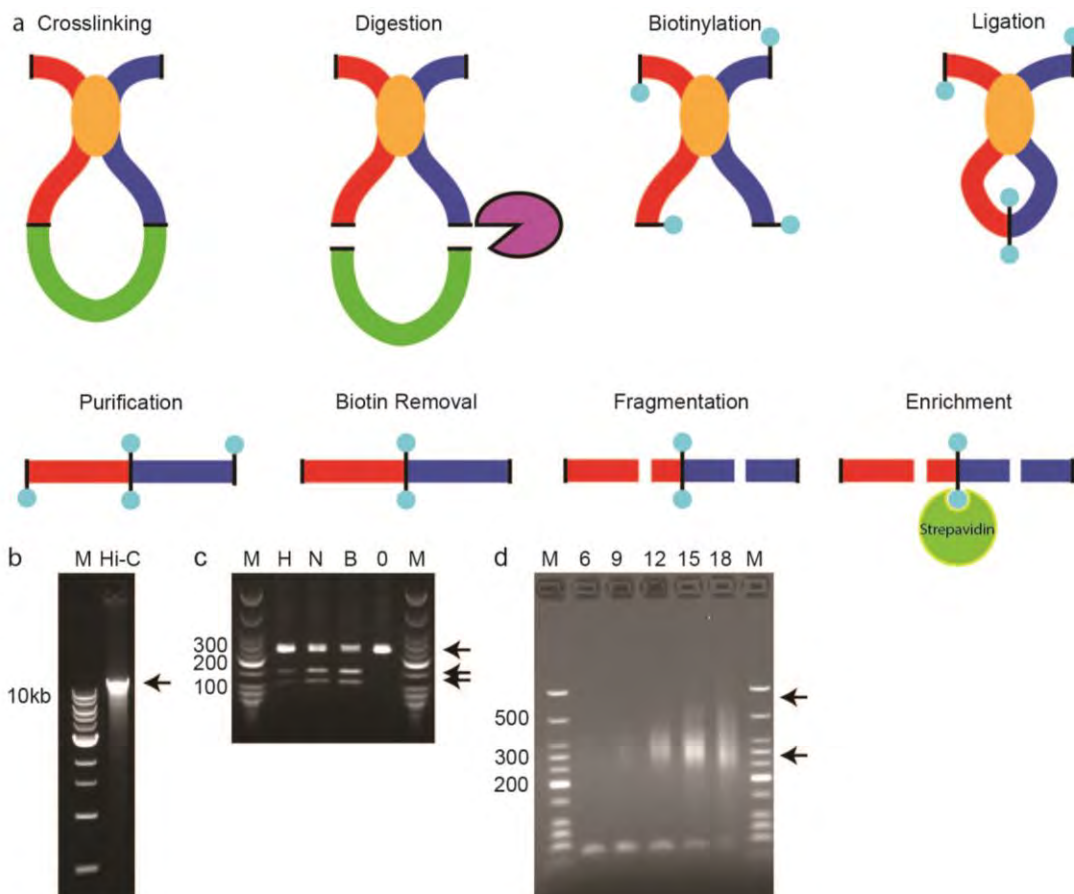 a Crosslinking Digestion Biotinylation Ligation
Purification Biotin Removal Fragmentation Enrichment
Strepavidin
b M Hi-C c M H N B 0 M d M 6 9 12 15 18 M
300
200
100
10kb
500
300
200